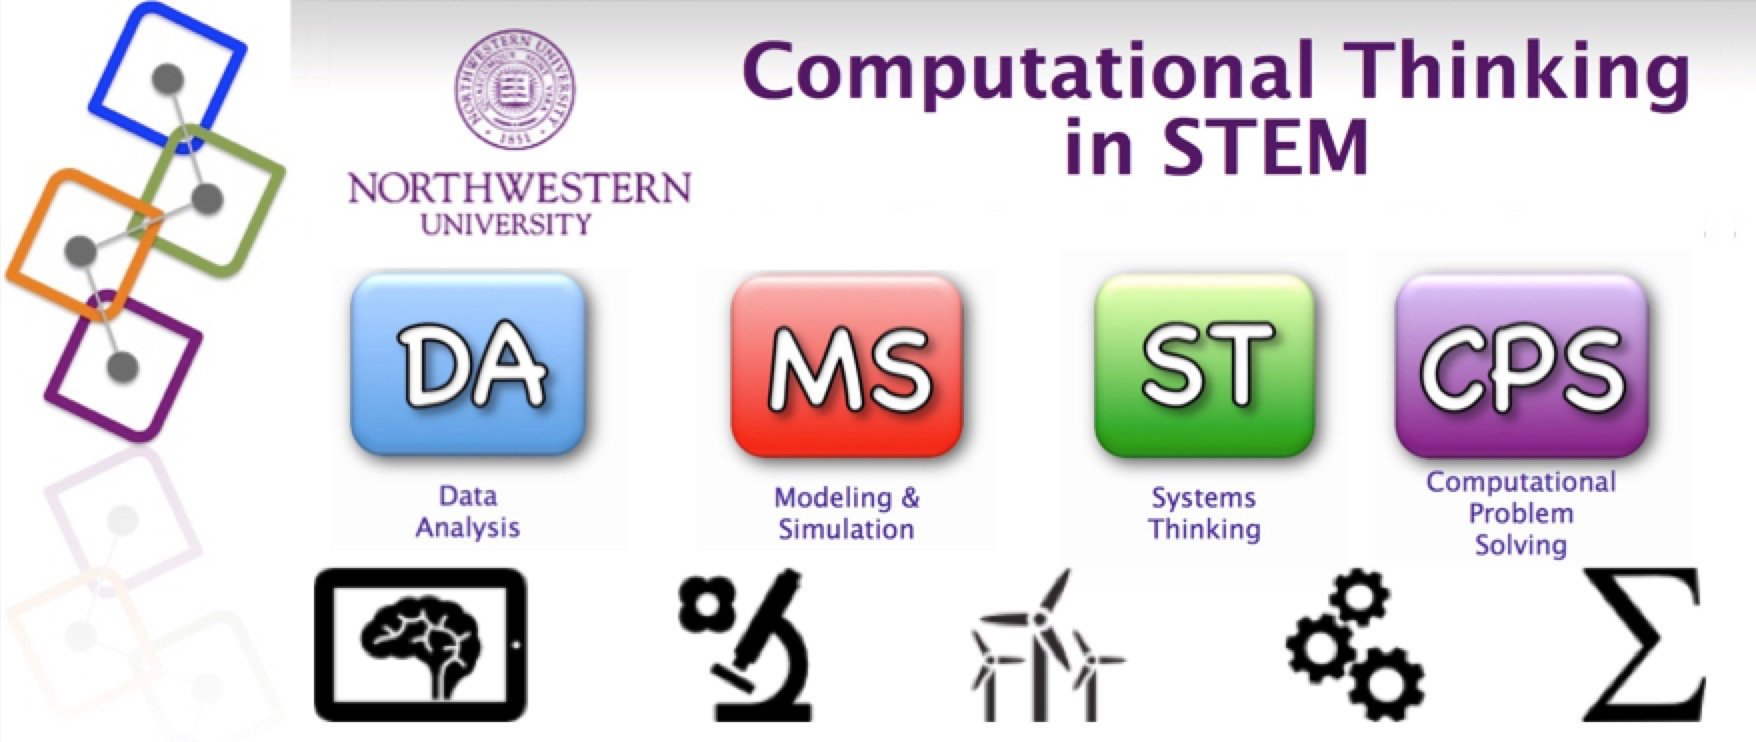 Computational Thinking
in STEM
NORTHWESTERN UNIVERSITY
1851
NORTHWESTERN
UNIVERSITY
DA
Data
Analysis
MS
Modeling &
Simulation
ST
Systems
Thinking
CPS
Computational
Problem
Solving
Σ